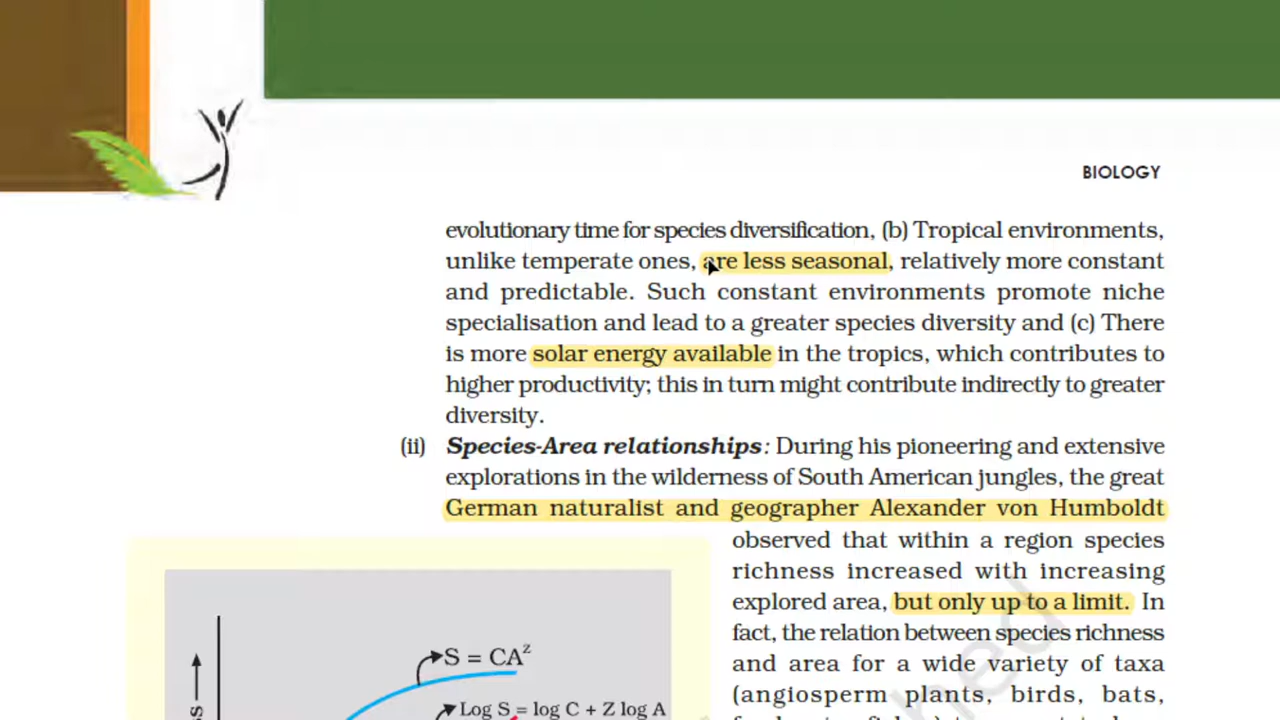 BIOLOGY
evolutionary time for species diversification, (b) Tropical environments,
unlike temperate ones, are less seasonal, relatively more constant
and predictable. Such constant environments promote niche
specialisation and lead to a greater species diversity and (c) There
is more solar energy available in the tropics, which contributes to
higher productivity; this in turn might contribute indirectly to greater
diversity.
(ii) Species-Area relationships: During his pioneering and extensive
explorations in the wilderness of South American jungles, the great
German naturalist and geographer Alexander von Humboldt
observed that within a region species
richness increased with increasing
explored area, but only up to a limit. In
fact, the relation between species richness
and area for a wide variety of taxa
(angiosperm plants, birds, bats,
S = CA^z
Log S = log C + Z log A